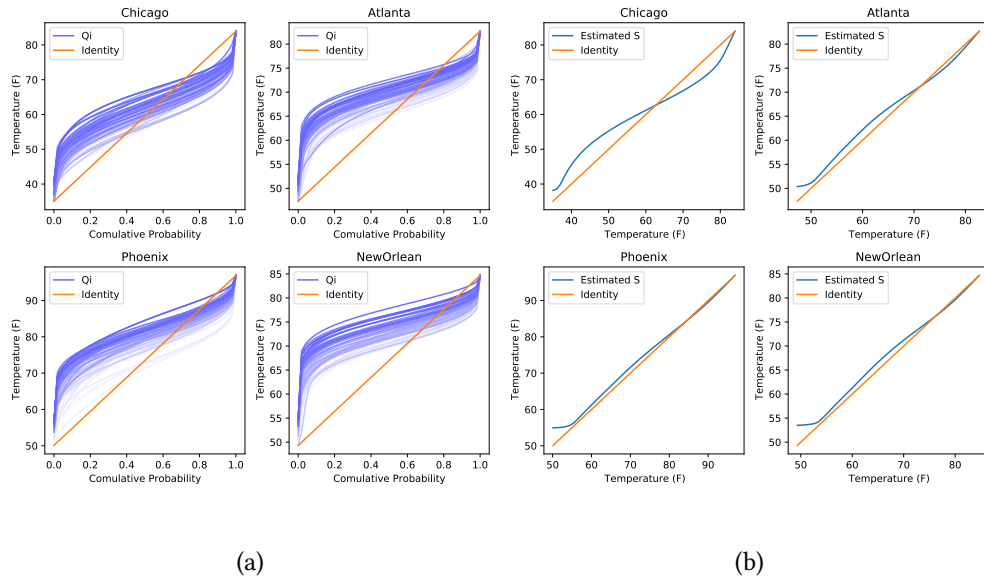 Chicago
Qi
Identity
Temperature (F)
80
70
60
50
40
0.0 0.2 0.4 0.6 0.8 1.0
Comulative Probability
Atlanta
Qi
Identity
Temperature (F)
80
75
70
65
60
55
50
0.0 0.2 0.4 0.6 0.8 1.0
Comulative Probability
Chicago
Estimated S
Identity
Temperature (F)
80
70
60
50
40
40 50 60 70 80
Temperature (F)
Atlanta
Estimated S
Identity
Temperature (F)
80
75
70
65
60
55
50
50 60 70 80
Temperature (F)
Phoenix
Qi
Identity
Temperature (F)
90
80
70
60
50
0.0 0.2 0.4 0.6 0.8 1.0
Comulative Probability
NewOrlean
Qi
Identity
Temperature (F)
85
80
75
70
65
60
55
50
0.0 0.2 0.4 0.6 0.8 1.0
Comulative Probability
Phoenix
Estimated S
Identity
Temperature (F)
90
80
70
60
50
50 60 70 80 90
Temperature (F)
NewOrlean
Estimated S
Identity
Temperature (F)
85
80
75
70
65
60
55
50
50 60 70 80
Temperature (F)
(a)
(b)